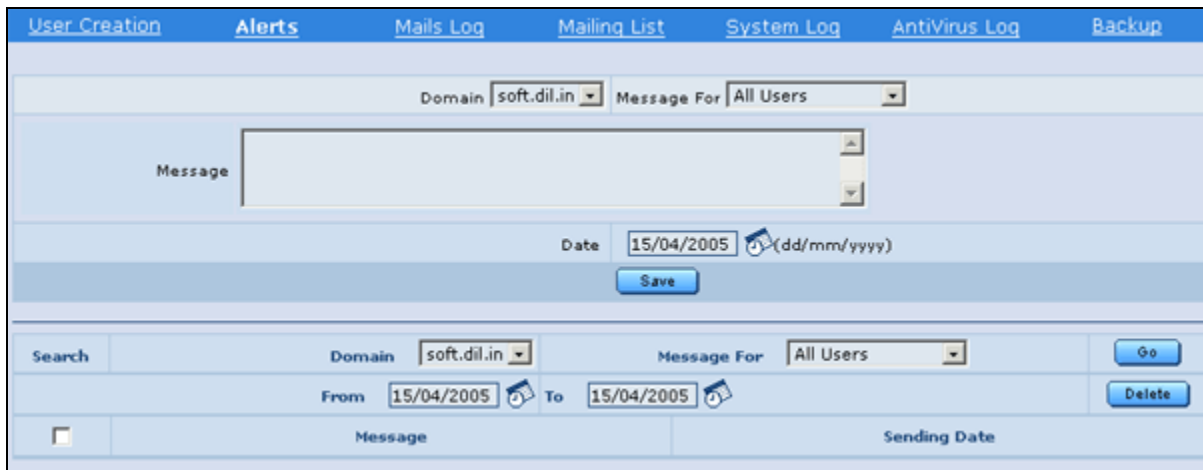 User Creation Alerts Mails Log Mailing List System Log AntiVirus Log Backup
Domain soft.dil.in Message For All Users
Message
Date 15/04/2005 (dd/mm/yyyy)
Save
Search Domain soft.dil.in Message For All Users Go
From 15/04/2005 To 15/04/2005 Delete
Message Sending Date